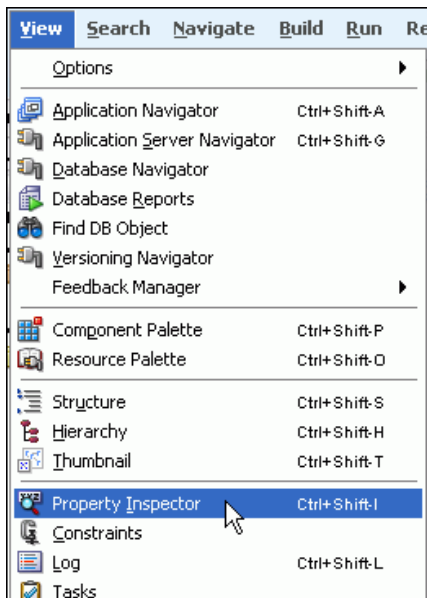 View Search Navigate Build Run Re
Options
Application Navigator Ctrl+Shift-A
Application Server Navigator Ctrl+Shift-G
Database Navigator
Database Reports
Find DB Object
Versioning Navigator
Feedback Manager
Component Palette Ctrl+Shift-P
Resource Palette Ctrl+Shift-O
Structure Ctrl+Shift-S
Hierarchy Ctrl+Shift-H
Thumbnail Ctrl+Shift-T
Property Inspector Ctrl+Shift-I
Constraints
Log Ctrl+Shift-L
Tasks